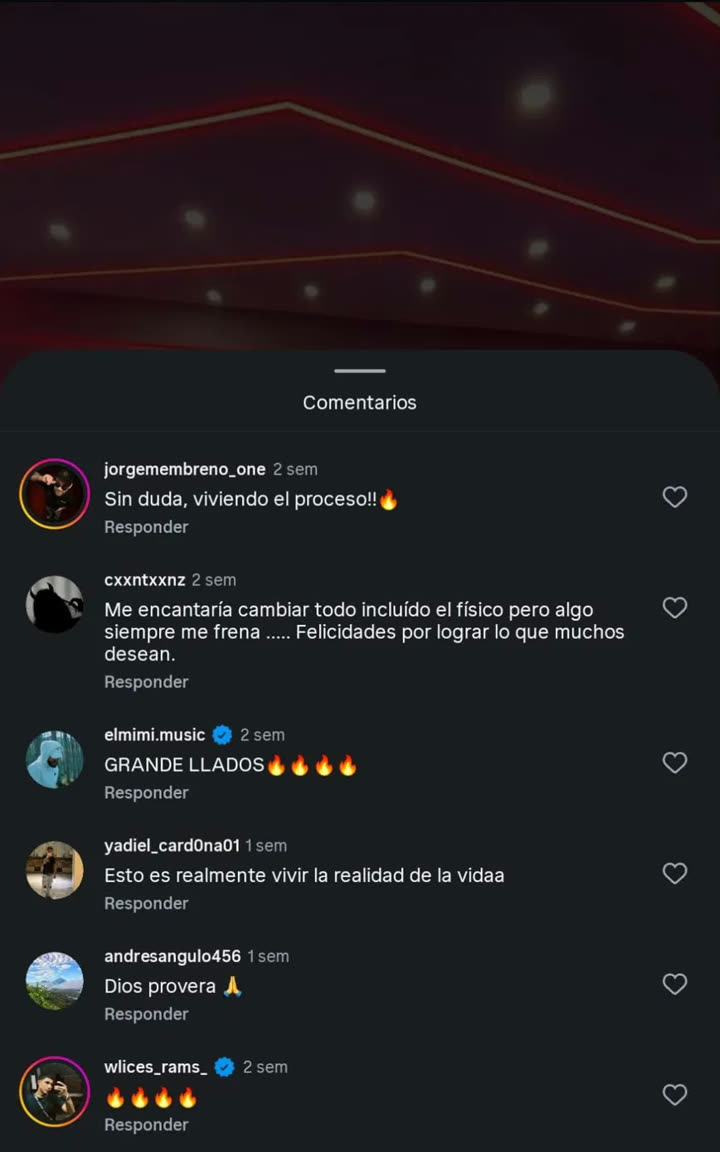 Comentarios
jorgemembreno_one 2 sem
Sin duda, viviendo el proceso!!🔥
Responder
cxxntxxnz 2 sem
Me encantaría cambiar todo incluído el físico pero algo
siempre me frena ..... Felicidades por lograr lo que muchos
desean.
Responder
elmimi.music 2 sem
GRANDE LLADOS🔥🔥🔥🔥
Responder
yadiel_card0na01 1 sem
Esto es realmente vivir la realidad de la vidaa
Responder
andresangulo456 1 sem
Dios provera 🙏
Responder
wlices_rams_ 2 sem
🔥🔥🔥🔥
Responder